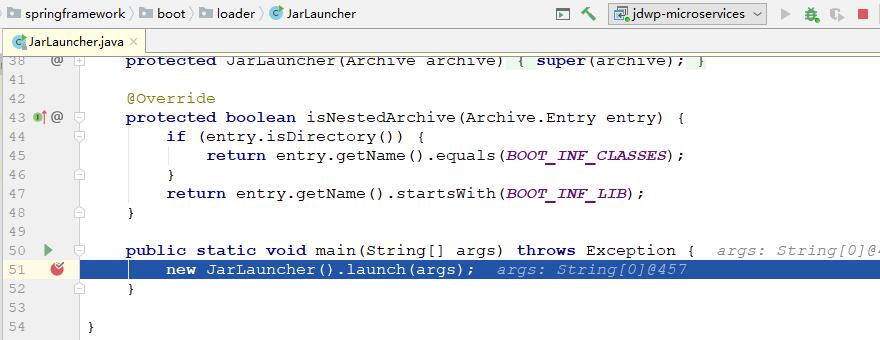 springframework boot loader JarLauncher jdwp-microservices
JarLauncher.java
38 @ protected JarLauncher(Archive archive) { super(archive); }
41
42 @Override
43 @ protected boolean isNestedArchive(Archive.Entry entry) {
44 if (entry.isDirectory()) {
45 return entry.getName().equals(BOOT_INF_CLASSES);
46 }
47 return entry.getName().startsWith(BOOT_INF_LIB);
48 }
49
50 public static void main(String[] args) throws Exception { args: String[0]@4
51 new JarLauncher().launch(args); args: String[0]@457
52 }
53
54 }